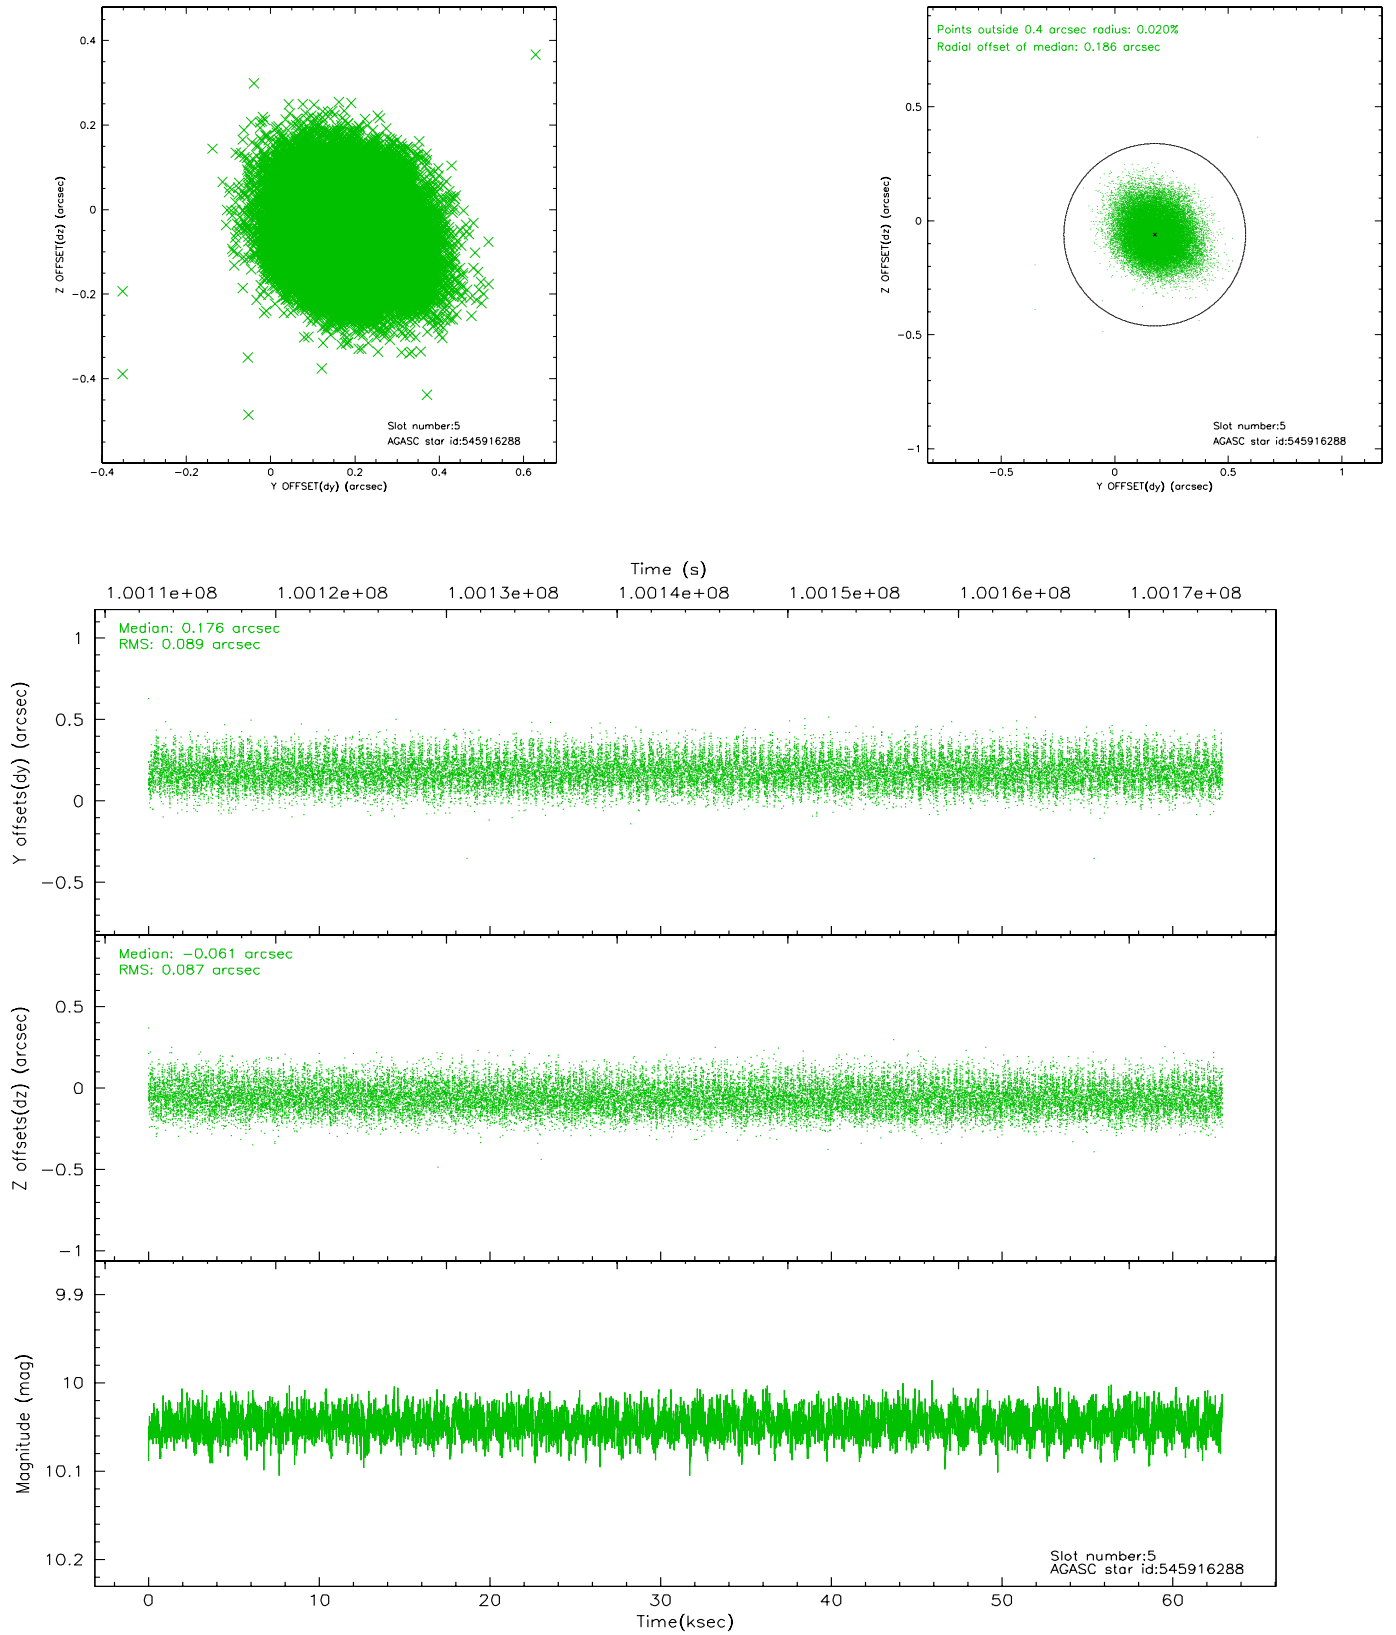 0.4
0.2
0
−0.2
−0.4
Z OFFSET(dz) (arcsec)
Slot number:5
AGASC star id:545916288
−0.4
−0.2
0
0.2
0.4
0.6
Y OFFSET(dy) (arcsec)
Points outside 0.4 arcsec radius: 0.020%
Radial offset of median: 0.186 arcsec
0.5
0
−0.5
−1
Z OFFSET(dz) (arcsec)
Slot number:5
AGASC star id:545916288
−0.5
0
0.5
1
Y OFFSET(dy) (arcsec)
Time (s)
1.0011e+08
1.0012e+08
1.0013e+08
1.0014e+08
1.0015e+08
1.0016e+08
1.0017e+08
Median: 0.176 arcsec
RMS: 0.089 arcsec
1
0.5
0
−0.5
Y offsets(dy) (arcsec)
Median: −0.061 arcsec
RMS: 0.087 arcsec
0.5
0
−0.5
−1
Z offsets(dz) (arcsec)
9.9
10
10.1
10.2
Magnitude (mag)
Slot number:5
AGASC star id:545916288
0
10
20
30
40
50
60
Time(ksec)